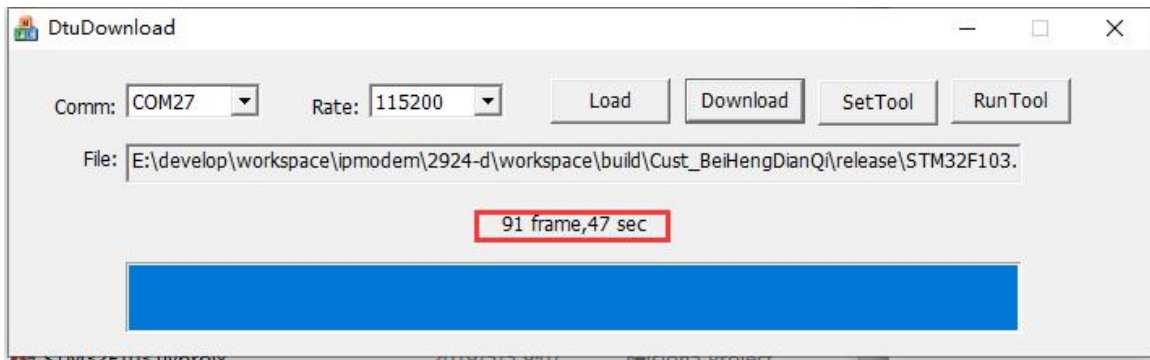 DtuDownload
Comm: COM27 Rate: 115200 Load Download SetTool RunTool
File: E:\develop\workspace\ipmodem\2924-d\workspace\build\Cust_BeiHengDianQi\release\STM32F103.
91 frame,47 sec